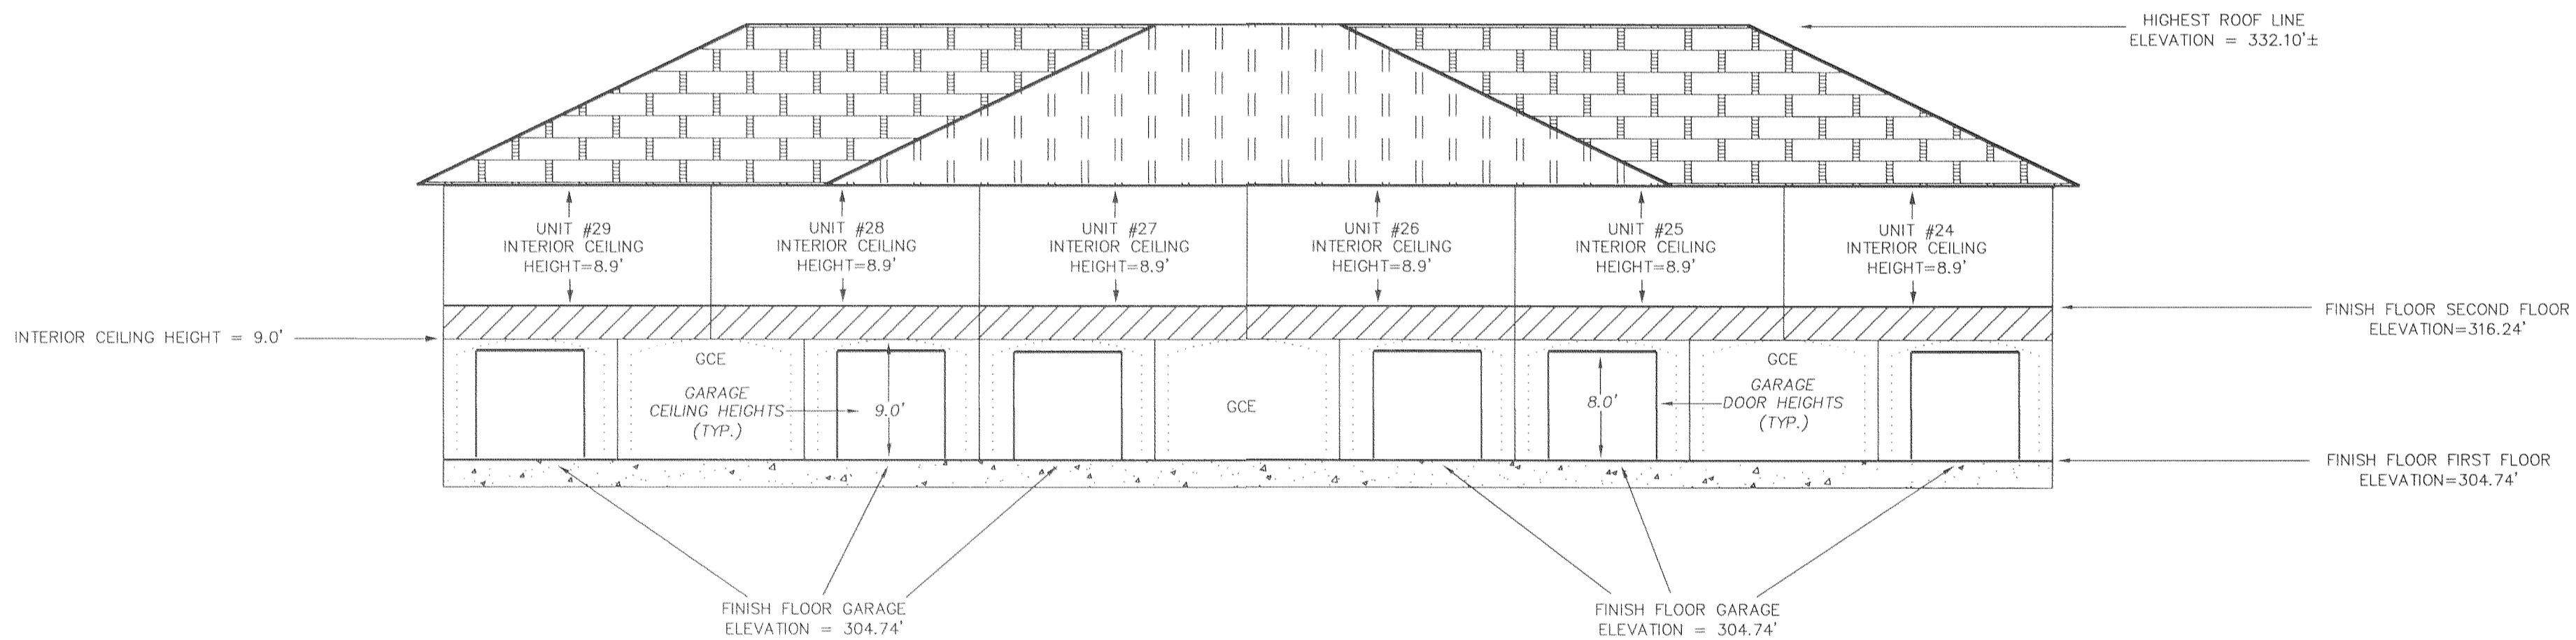 HIGHEST ROOF LINE
ELEVATION = 332.10'±
UNIT #29
INTERIOR CEILING
HEIGHT=8.9'
UNIT #28
INTERIOR CEILING
HEIGHT=8.9'
UNIT #27
INTERIOR CEILING
HEIGHT=8.9'
UNIT #26
INTERIOR CEILING
HEIGHT=8.9'
UNIT #25
INTERIOR CEILING
HEIGHT=8.9'
UNIT #24
INTERIOR CEILING
HEIGHT=8.9'
FINISH FLOOR SECOND FLOOR
ELEVATION=316.24'
INTERIOR CEILING HEIGHT = 9.0'
GCE
GARAGE
CEILING HEIGHTS
(TYP.)
9.0'
GCE
8.0'
GCE
GARAGE
DOOR HEIGHTS
(TYP.)
FINISH FLOOR FIRST FLOOR
ELEVATION=304.74'
FINISH FLOOR GARAGE
ELEVATION = 304.74'
FINISH FLOOR GARAGE
ELEVATION = 304.74'